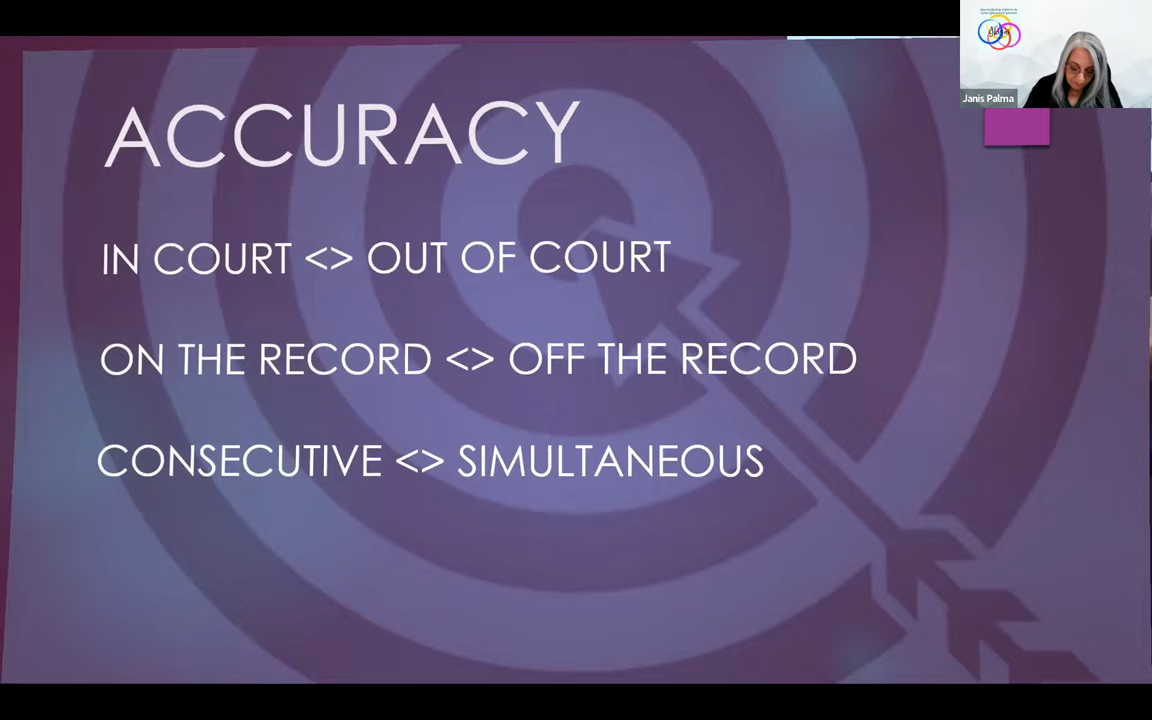 ACCURACY
IN COURT <> OUT OF COURT
ON THE RECORD <> OFF THE RECORD
CONSECUTIVE <> SIMULTANEOUS
Janis Palma